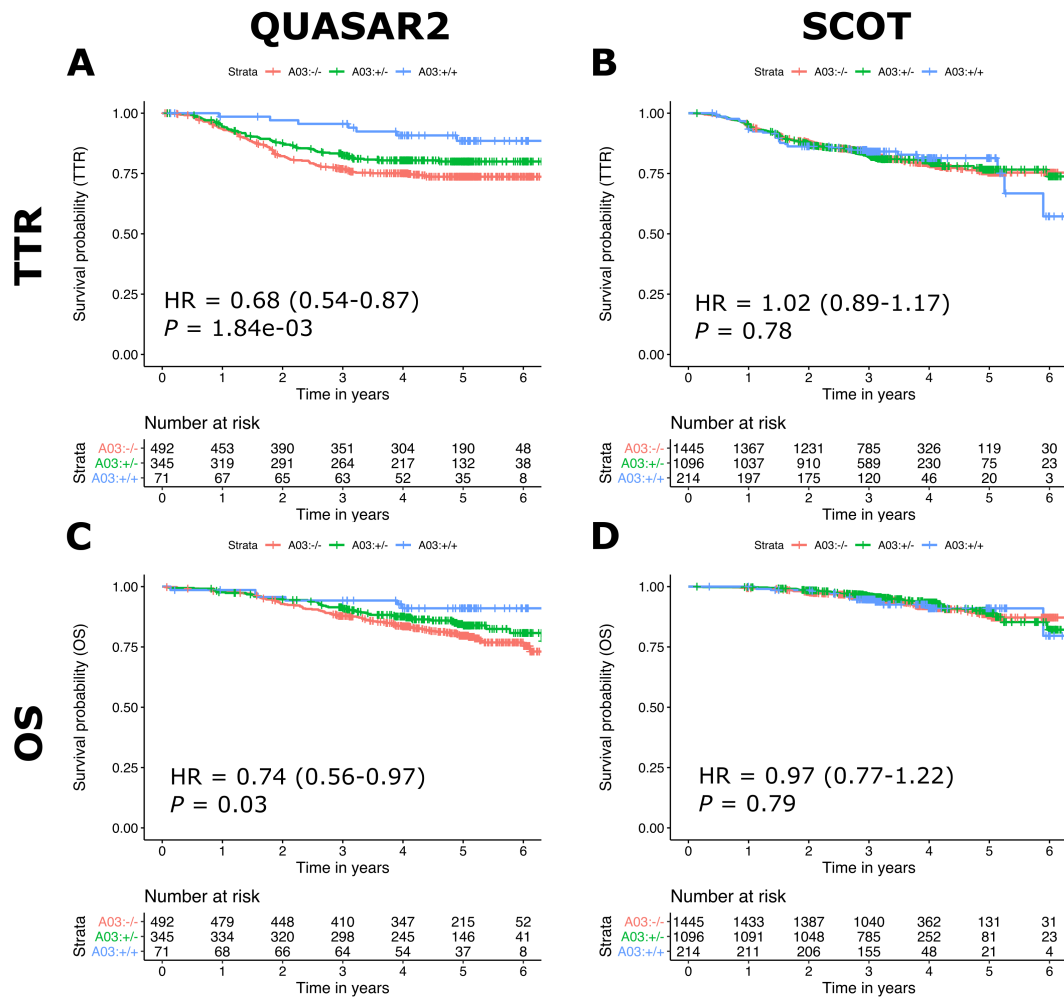 QUASAR2
SCOT
A
Strata A03:-/- A03:+/- A03:+/+
TTR
Survival probability (TTR)
1.00
0.75
0.50
0.25
0.00
HR = 0.68 (0.54-0.87)
P = 1.84e-03
0 1 2 3 4 5 6
Time in years
Number at risk
Strata
A03:-/- 492 453 390 351 304 190 48
A03:+/- 345 319 291 264 217 132 38
A03:+/+ 71 67 65 63 52 35 8
0 1 2 3 4 5 6
Time in years
B
Strata A03:-/- A03:+/- A03:+/+
Survival probability (TTR)
1.00
0.75
0.50
0.25
0.00
HR = 1.02 (0.89-1.17)
P = 0.78
0 1 2 3 4 5 6
Time in years
Number at risk
Strata
A03:-/- 1445 1367 1231 785 326 119 30
A03:+/- 1096 1037 910 589 230 75 23
A03:+/+ 214 197 175 120 46 20 3
0 1 2 3 4 5 6
Time in years
C
Strata A03:-/- A03:+/- A03:+/+
OS
Survival probability (OS)
1.00
0.75
0.50
0.25
0.00
HR = 0.74 (0.56-0.97)
P = 0.03
0 1 2 3 4 5 6
Time in years
Number at risk
Strata
A03:-/- 492 479 448 410 347 215 52
A03:+/- 345 334 320 298 245 146 41
A03:+/+ 71 68 66 64 54 37 8
0 1 2 3 4 5 6
Time in years
D
Strata A03:-/- A03:+/- A03:+/+
Survival probability (OS)
1.00
0.75
0.50
0.25
0.00
HR = 0.97 (0.77-1.22)
P = 0.79
0 1 2 3 4 5 6
Time in years
Number at risk
Strata
A03:-/- 1445 1433 1387 1040 362 131 31
A03:+/- 1096 1091 1048 785 252 81 23
A03:+/+ 214 211 206 155 48 21 4
0 1 2 3 4 5 6
Time in years